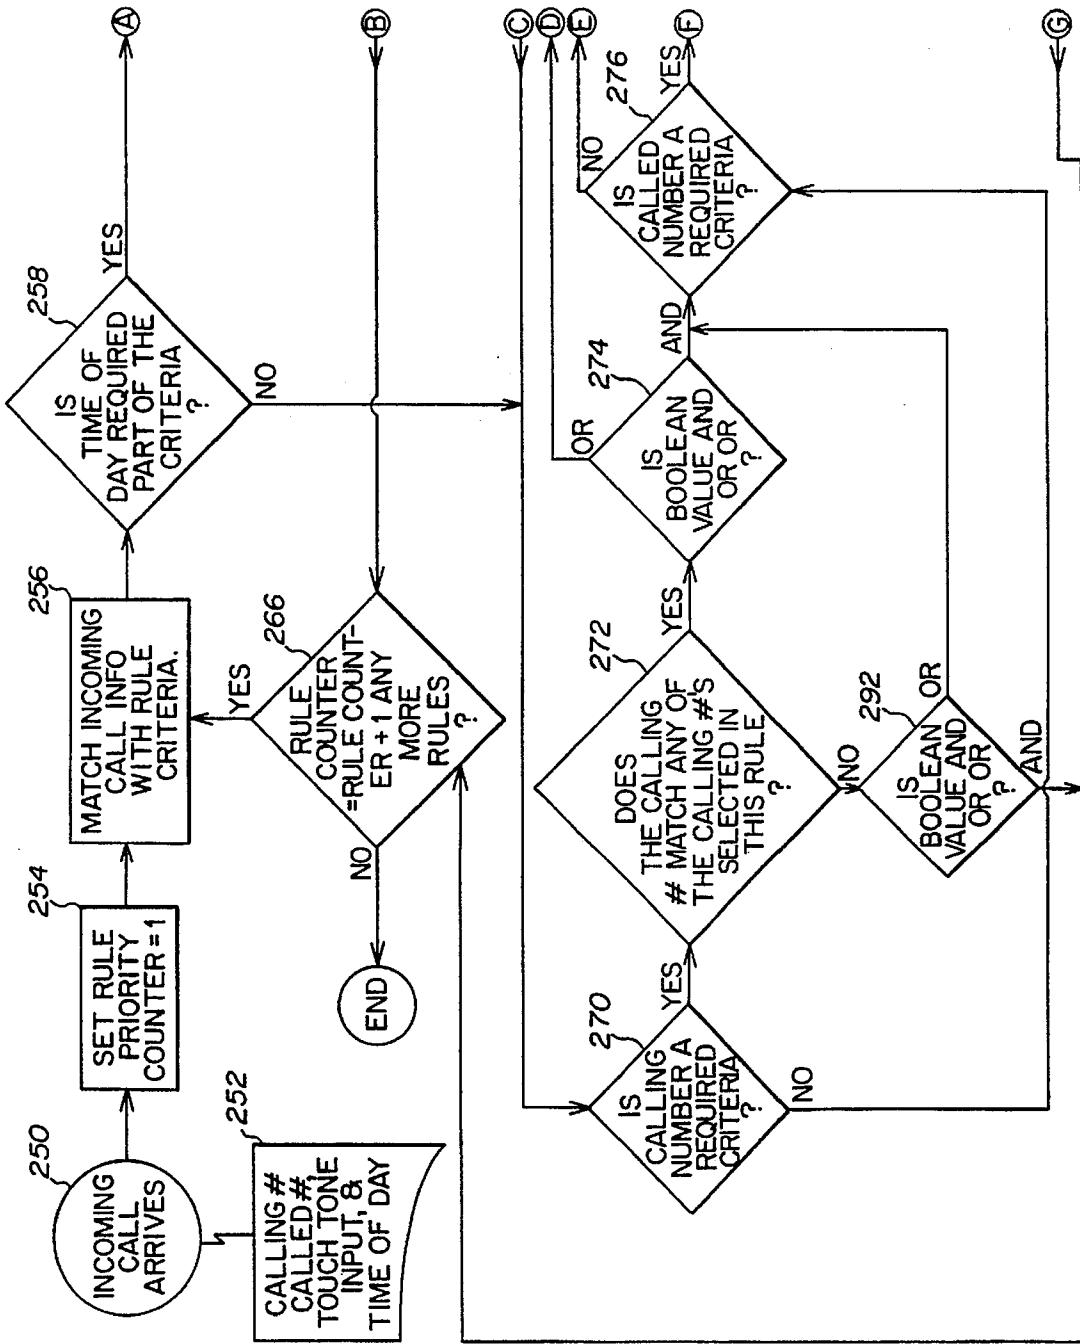 250
INCOMING
CALL
ARRIVES
252
CALLING #
CALLED #,
TOUCH TONE
INPUT, &
TIME OF DAY
254
SET RULE
PRIORITY
COUNTER = 1
256
MATCH INCOMING
CALL INFO
WITH RULE
CRITERIA.
258
IS
TIME OF
DAY REQUIRED
PART OF THE
CRITERIA
?
YES
A
NO
266
RULE
COUNTER
=RULE COUNT-
ER + 1 ANY
MORE
RULES
?
YES
NO
END
B
C
270
IS
CALLING
NUMBER A
REQUIRED
CRITERIA
?
YES
NO
272
DOES
THE CALLING
# MATCH ANY OF
THE CALLING #'S
SELECTED IN
THIS RULE
?
YES
NO
274
IS
BOOLEAN
VALUE AND
OR OR
?
OR
D
AND
276
IS
CALLED
NUMBER A
REQUIRED
CRITERIA
?
NO
E
YES
F
292
IS
BOOLEAN
VALUE AND
OR OR
?
OR
AND
G